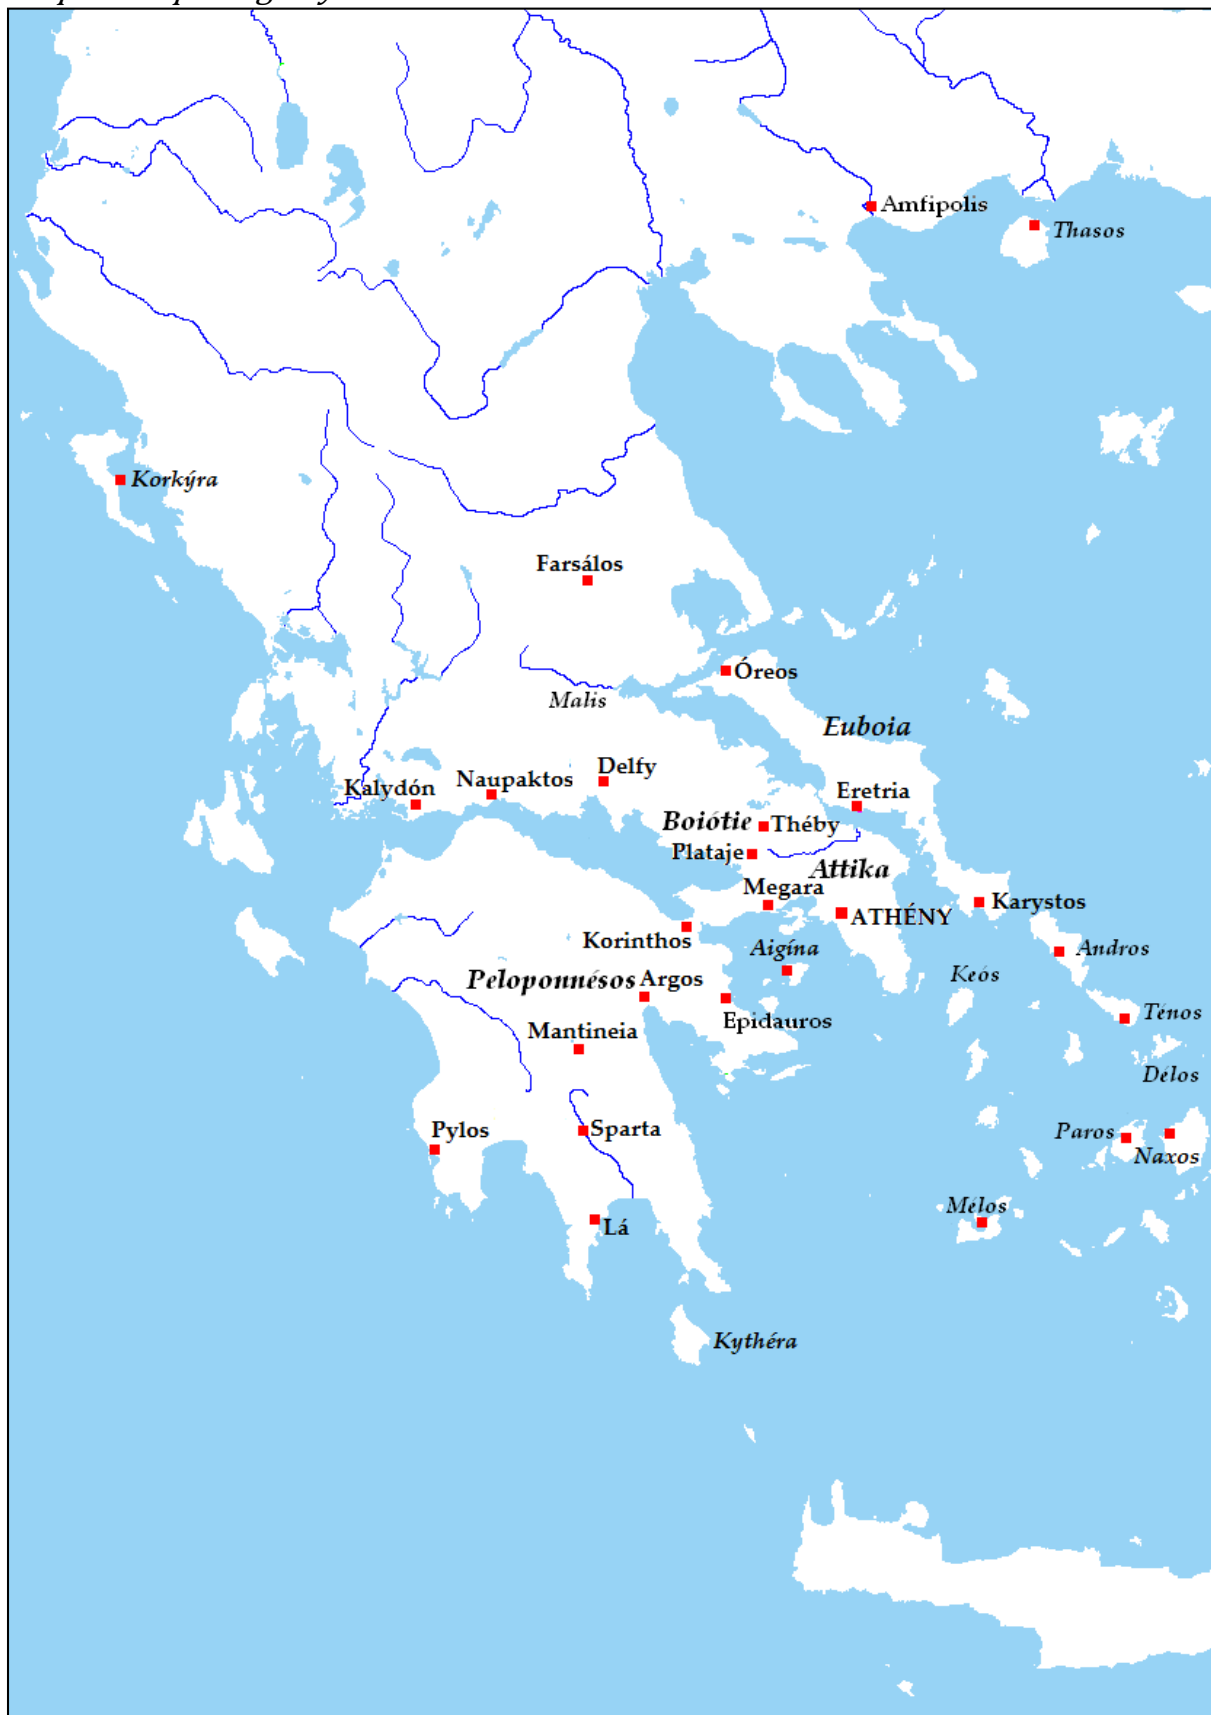 Amfipolis
Thasos
Korkýra
Farsálos
Óreos
Malis
Euboia
Delfy
Naupaktos
Kalydón
Eretria
Boiótie
Théby
Plataje
Attika
Megara
Karystos
ATHÉNY
Korinthos
Aigína
Andros
Keós
Peloponnésos
Argos
Ténos
Epidauros
Mantineia
Délos
Pylos
Sparta
Paros
Naxos
Mélos
Lá
Kythéra